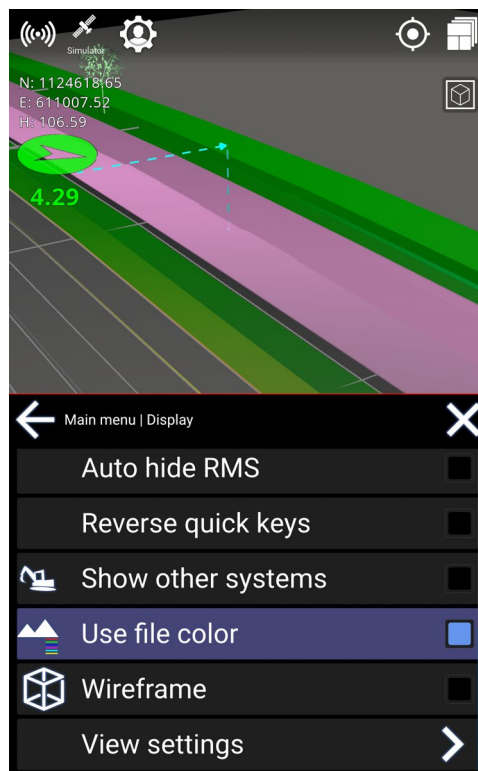 Simulator
N: 1124618.65
E: 611007.52
H: 106.59
4.29
Main menu | Display
Auto hide RMS
Reverse quick keys
Show other systems
Use file color
Wireframe
View settings